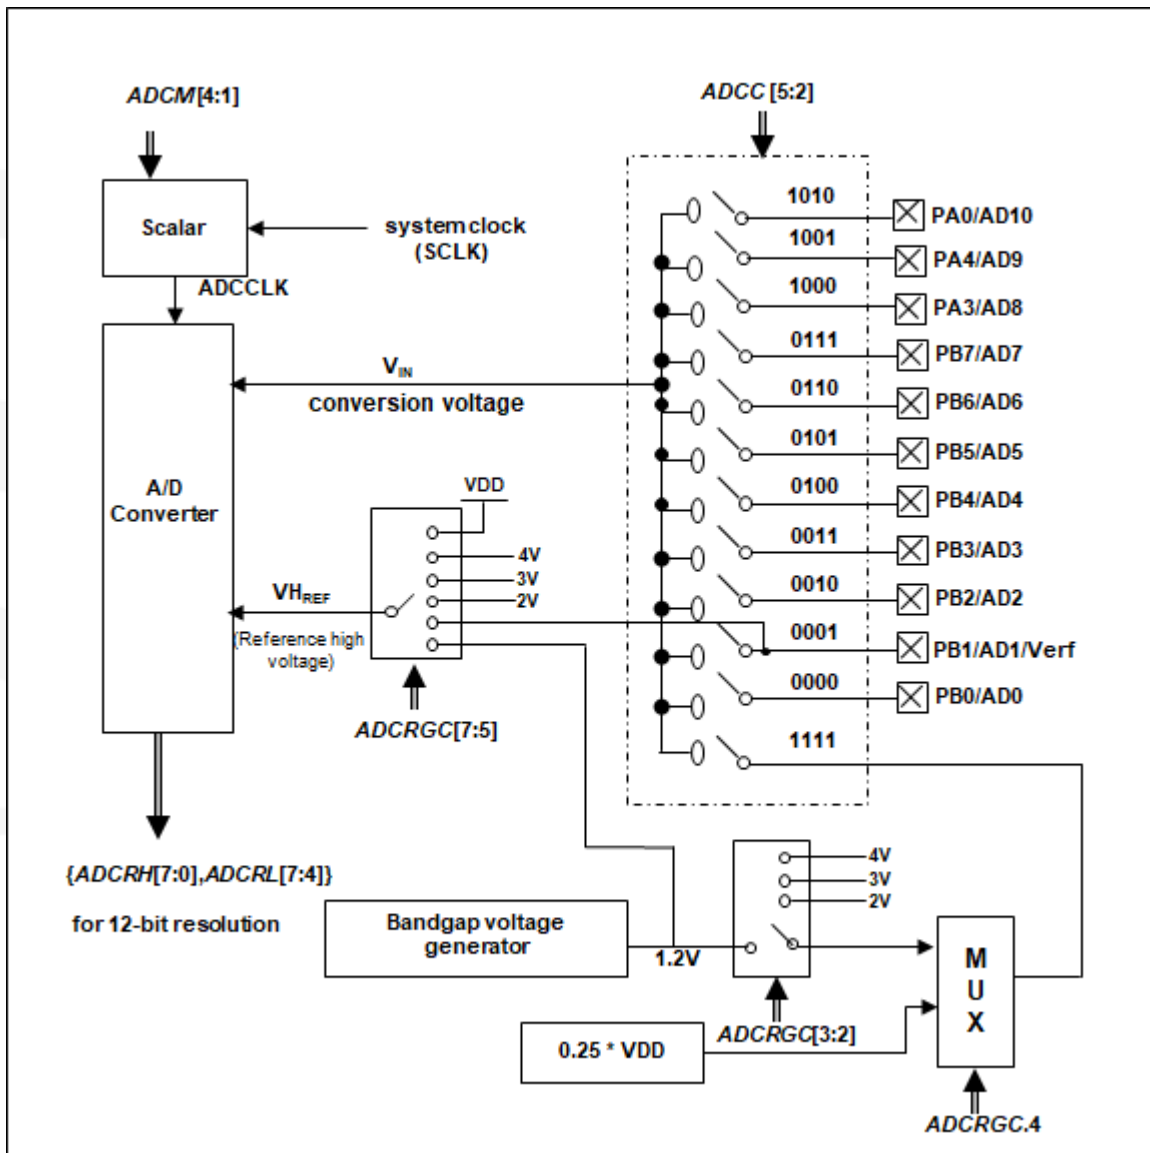 ADCM[4:1]
ADCC [5:2]
Scalar
system clock
(SCLK)
ADCCLK
1010
PA0/AD10
1001
PA4/AD9
1000
PA3/AD8
0111
PB7/AD7
0110
PB6/AD6
0101
PB5/AD5
0100
PB4/AD4
0011
PB3/AD3
0010
PB2/AD2
0001
PB1/AD1/Verf
0000
PB0/AD0
1111
VIN
conversion voltage
A/D
Converter
VDD
4V
3V
2V
VHREF
(Reference high
voltage)
ADCRGC[7:5]
{ADCRH[7:0],ADCRL[7:4]}
for 12-bit resolution
Bandgap voltage
generator
1.2V
4V
3V
2V
ADCRGC[3:2]
0.25 * VDD
M
U
X
ADCRGC.4